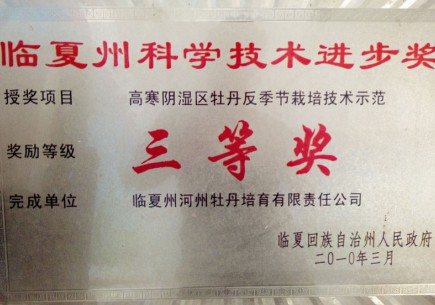 临夏州科学技术进步奖
授奖项目 高寒阴湿区牡丹反季节栽培技术示范
奖励等级 三等奖
完成单位 临夏州河州牡丹培育有限责任公司
临夏回族自治州人民政府
二〇一〇年三月